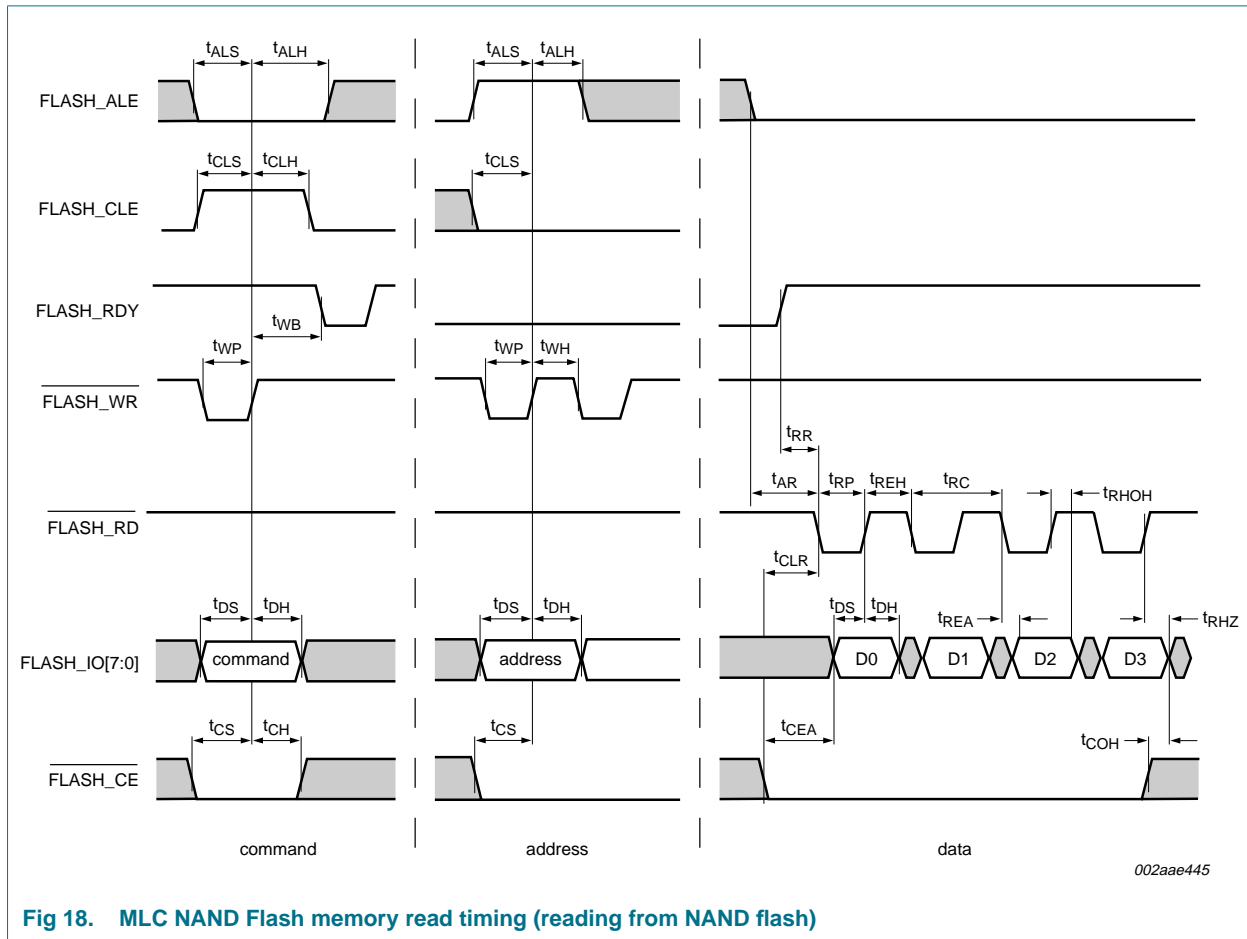 tALS tALH tALS tALH
FLASH_ALE
tCLS tCLH tCLS
FLASH_CLE
FLASH_RDY
tWB
tWP tWP tWH
FLASH_WR
tRR
tAR tRP tREH tRC tRHOH
FLASH_RD
tCLR
tDS tDH tDS tDH tDS tDH tREA tRHZ
FLASH_IO[7:0] command address D0 D1 D2 D3
tCS tCH tCS tCEA tCOH
FLASH_CE
command address data
002aae445
Fig 18. MLC NAND Flash memory read timing (reading from NAND flash)